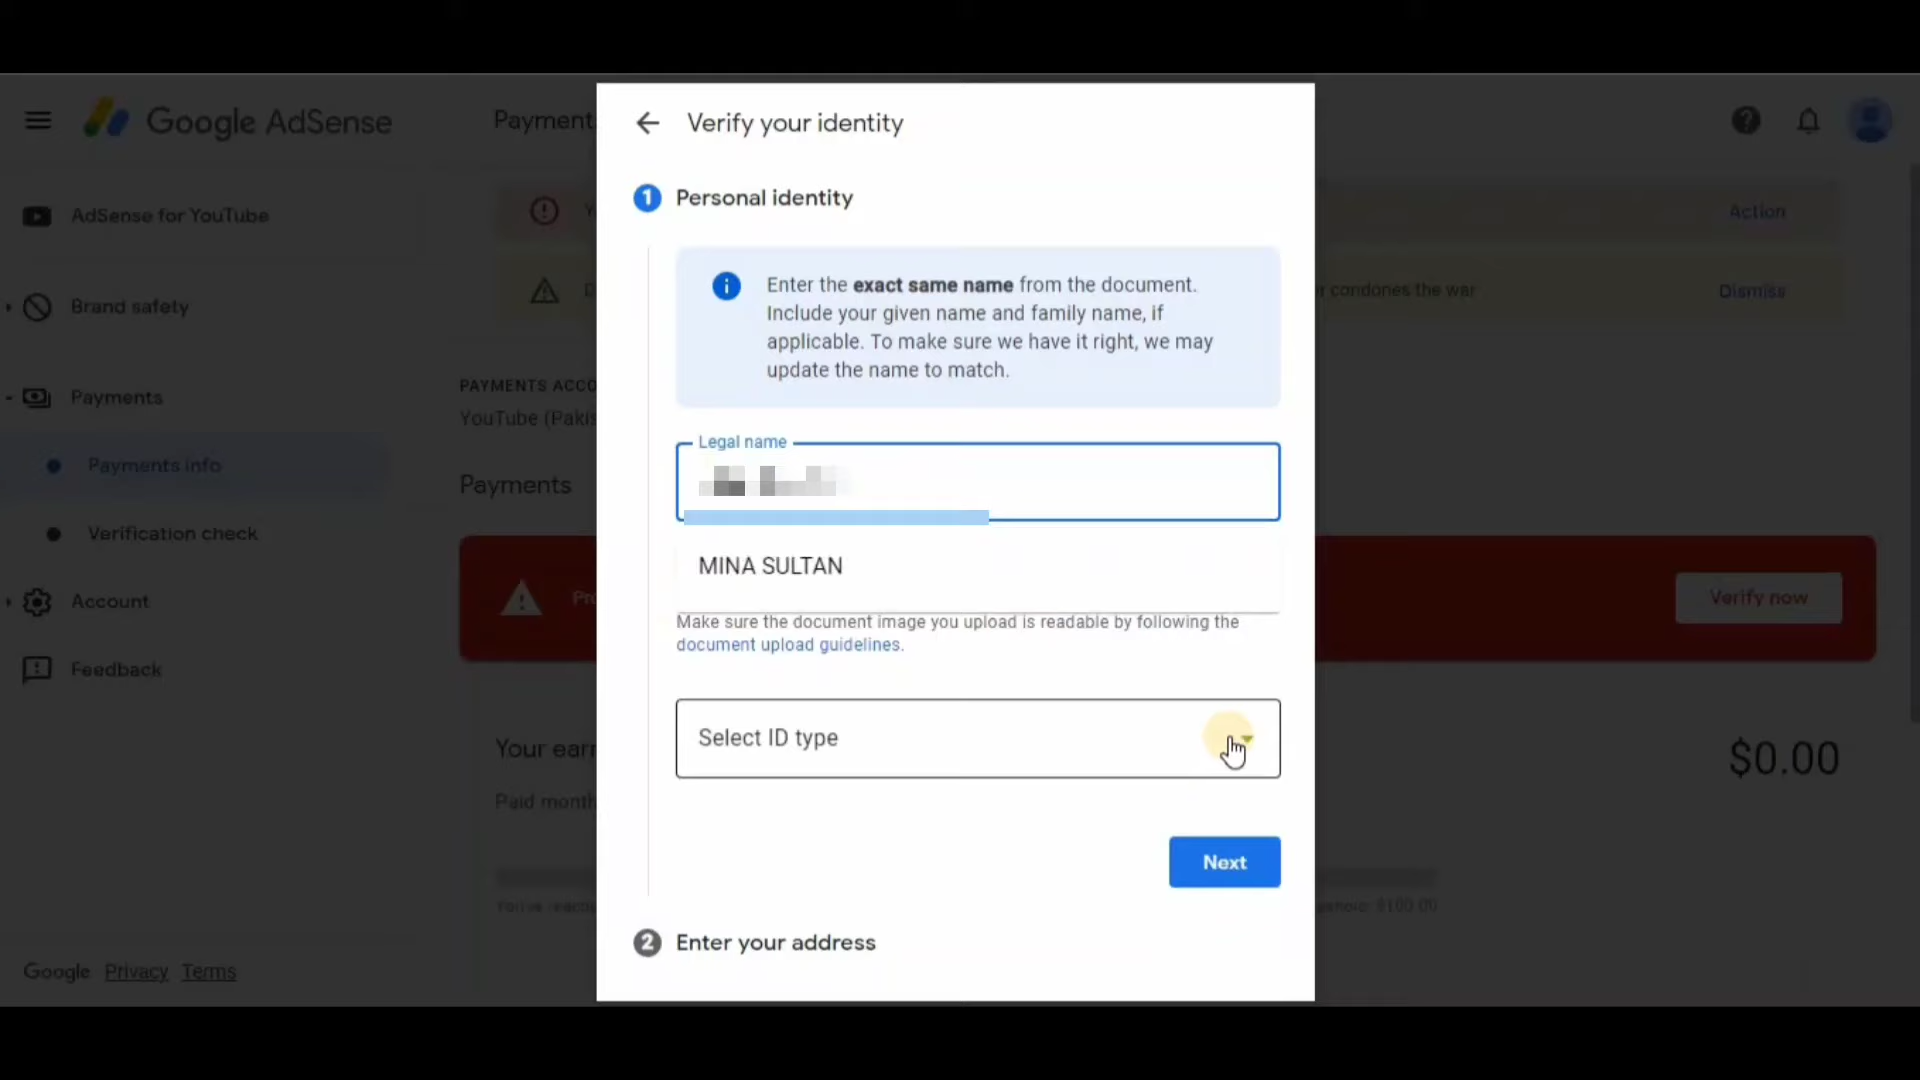 Google AdSense
Payment
AdSense for YouTube
Brand safety
Payments
Payments info
Verification check
Account
Feedback
Google Privacy Terms
Action
r condones the war
Dismiss
PAYMENTS ACCO
YouTube (Pakis
Payments
Verify now
Your earn
Paid month
$0.00
Verify your identity
1 Personal identity
Enter the exact same name from the document.
Include your given name and family name, if
applicable. To make sure we have it right, we may
update the name to match.
Legal name
MINA SULTAN
Make sure the document image you upload is readable by following the
document upload guidelines.
Select ID type
Next
2 Enter your address